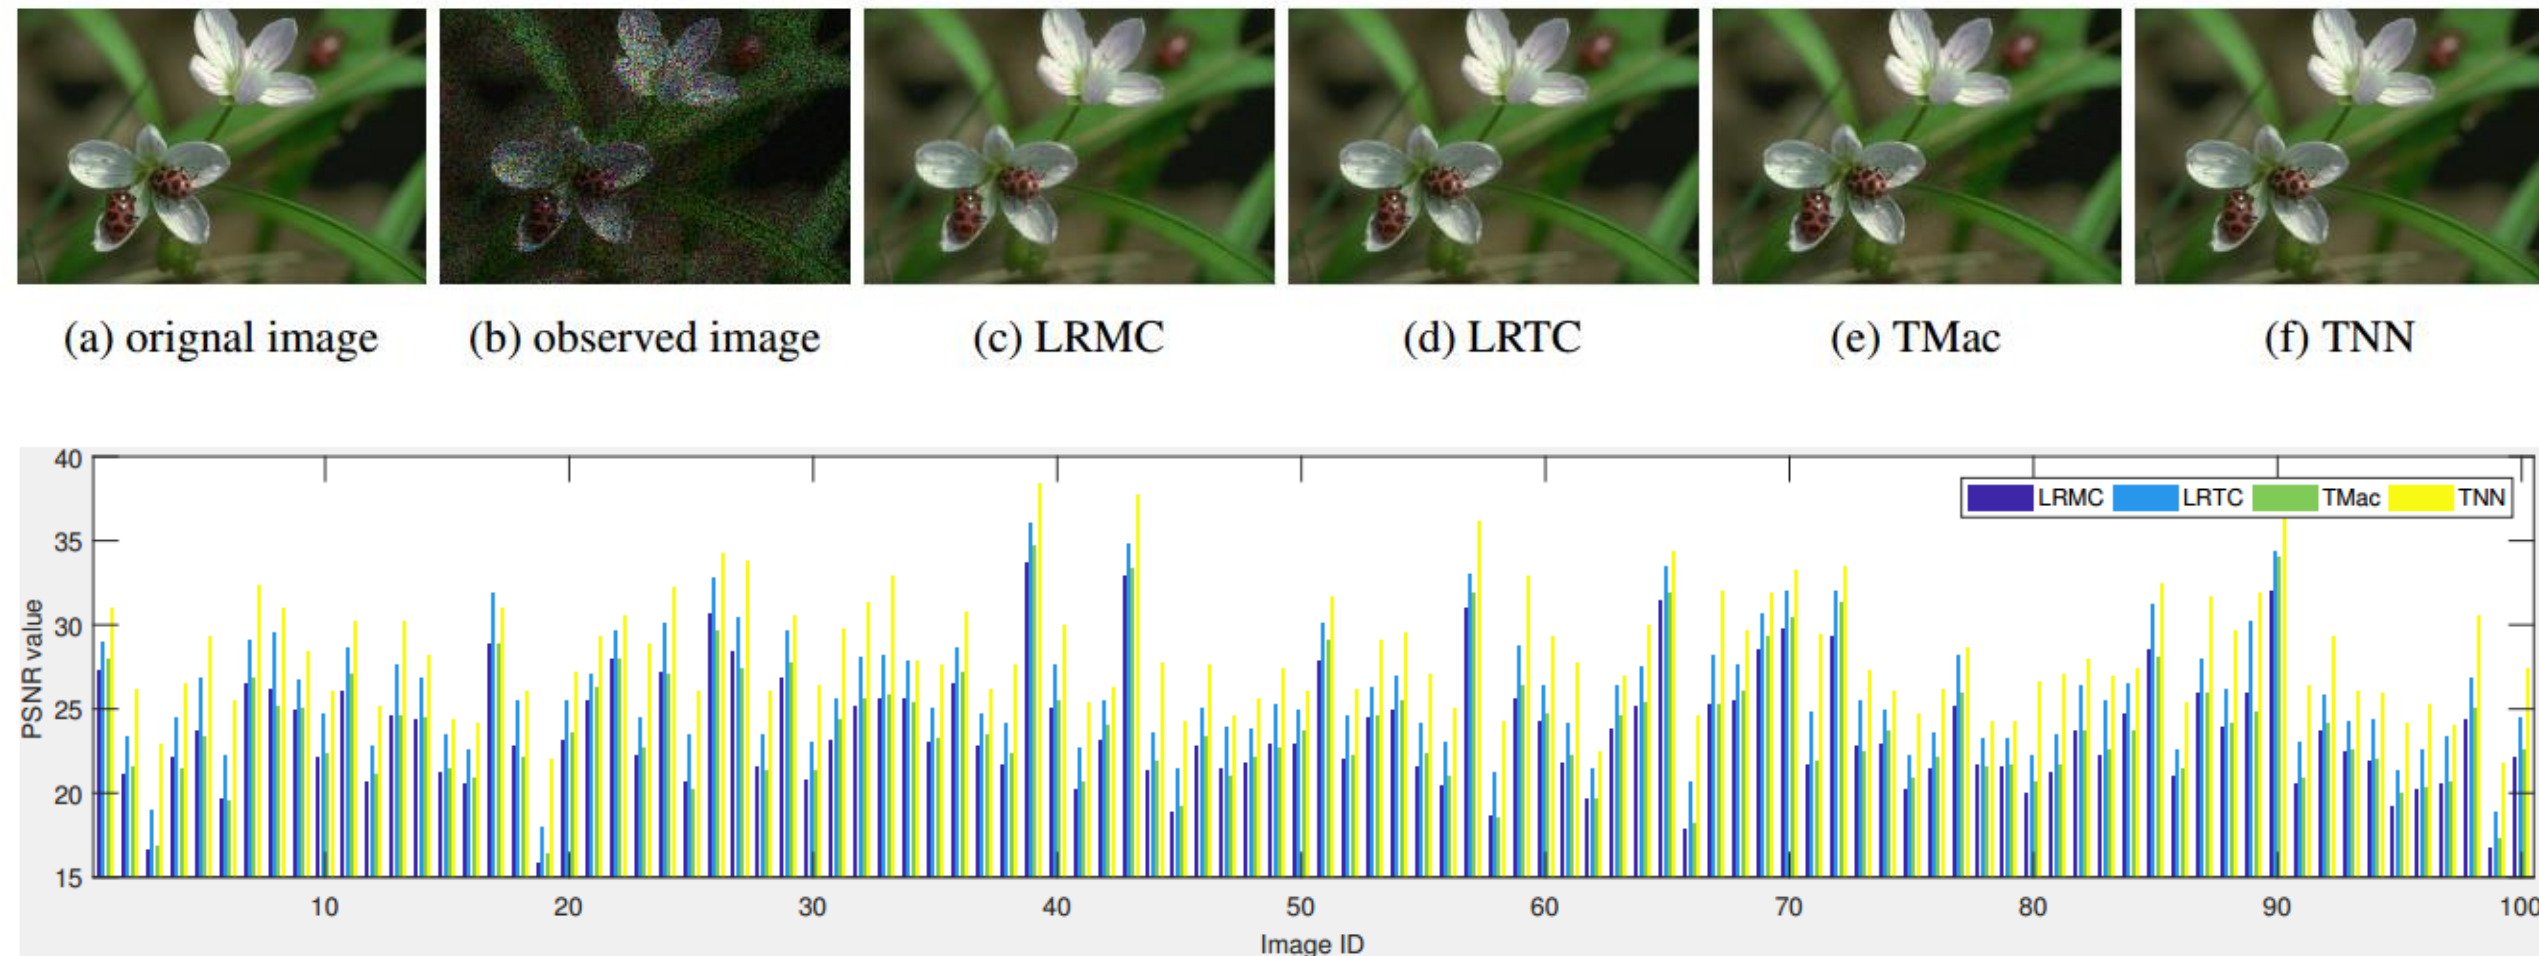 (a) orignal image (b) observed image (c) LRMC (d) LRTC (e) TMac (f) TNN
40
35
30
25
20
15
PSNR value
LRMC LRTC TMac TNN
10 20 30 40 50 60 70 80 90 100
Image ID